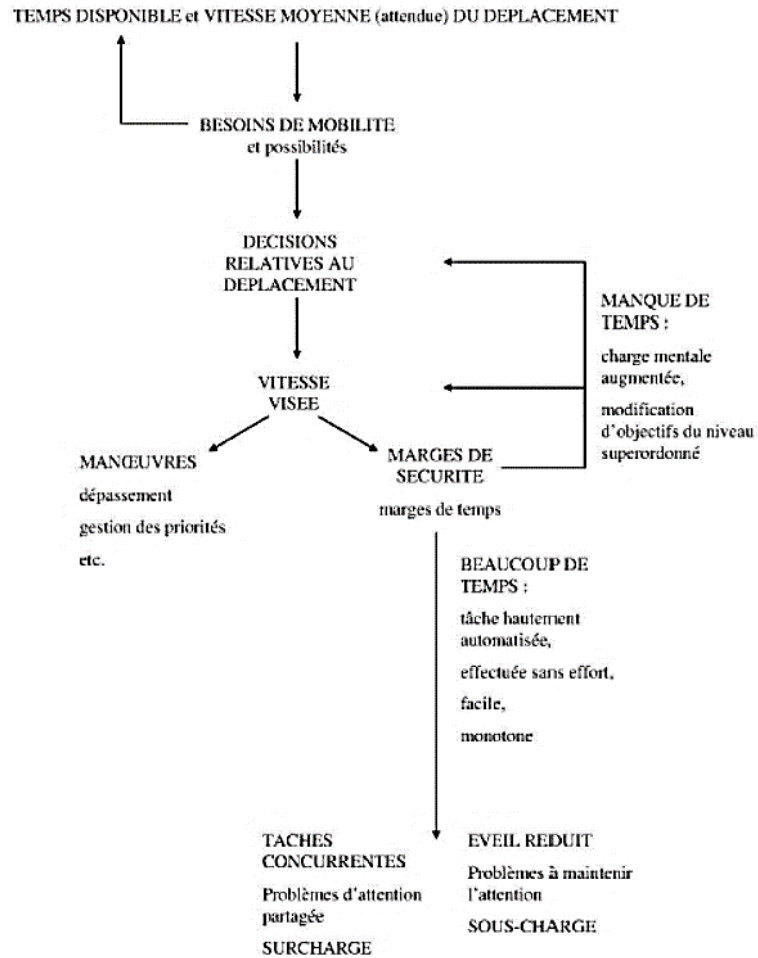 TEMPS DISPONIBLE et VITESSE MOYENNE (attendue) DU DEPLACEMENT
BESOINS DE MOBILITE
et possibilités
DECISIONS
RELATIVES AU
DEPLACEMENT
MANQUE DE
TEMPS :
charge mentale
augmentée,
modification
d'objectifs du niveau
superordonné
VITESSE
VISEE
MANŒUVRES
dépassement
gestion des priorités
etc.
MARGES DE
SECURITE
marges de temps
BEAUCOUP DE
TEMPS :
tâche hautement
automatisée,
effectuée sans effort,
facile,
monotone
TACHES
CONCURRENTES
Problèmes d'attention
partagée
SURCHARGE
EVEIL REDUIT
Problèmes à maintenir
l'attention
SOUS-CHARGE